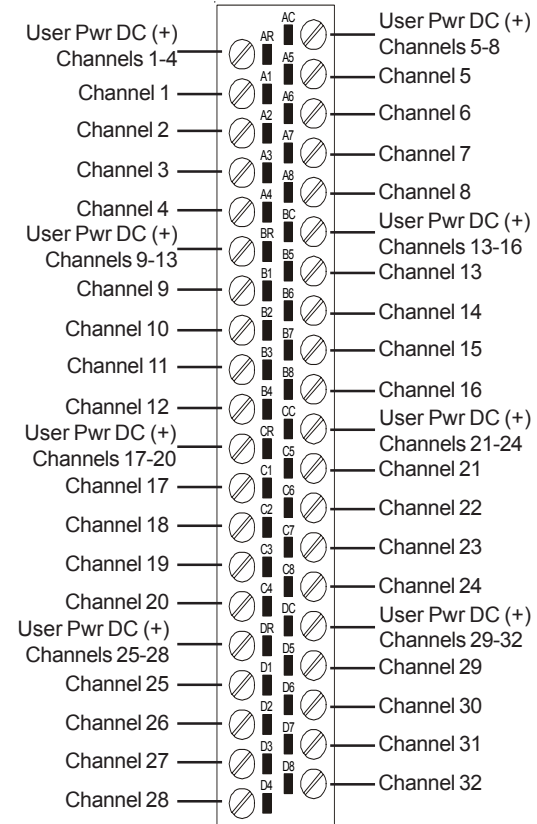 User Pwr DC (+)
Channels 1-4
Channel 1
Channel 2
Channel 3
Channel 4
User Pwr DC (+)
Channels 9-13
Channel 9
Channel 10
Channel 11
Channel 12
User Pwr DC (+)
Channels 17-20
Channel 17
Channel 18
Channel 19
Channel 20
User Pwr DC (+)
Channels 25-28
Channel 25
Channel 26
Channel 27
Channel 28
AR
A1
A2
A3
A4
BR
B1
B2
B3
B4
CR
C1
C2
C3
C4
DR
D1
D2
D3
D4
AC
A5
A6
A7
A8
BC
B5
B6
B7
B8
CC
C5
C6
C7
C8
DC
D5
D6
D7
D8
User Pwr DC (+)
Channels 5-8
Channel 5
Channel 6
Channel 7
Channel 8
User Pwr DC (+)
Channels 13-16
Channel 13
Channel 14
Channel 15
Channel 16
User Pwr DC (+)
Channels 21-24
Channel 21
Channel 22
Channel 23
Channel 24
User Pwr DC (+)
Channels 29-32
Channel 29
Channel 30
Channel 31
Channel 32